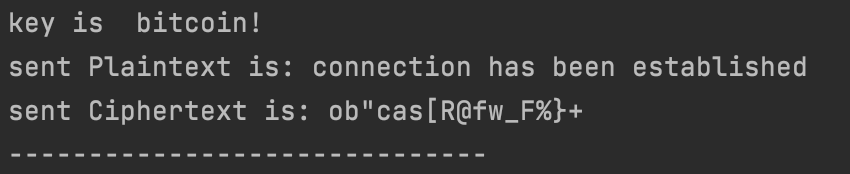 key is  bitcoin!
sent Plaintext is: connection has been established
sent Ciphertext is: ob"cas[R@fw_F%}+
------------------------------